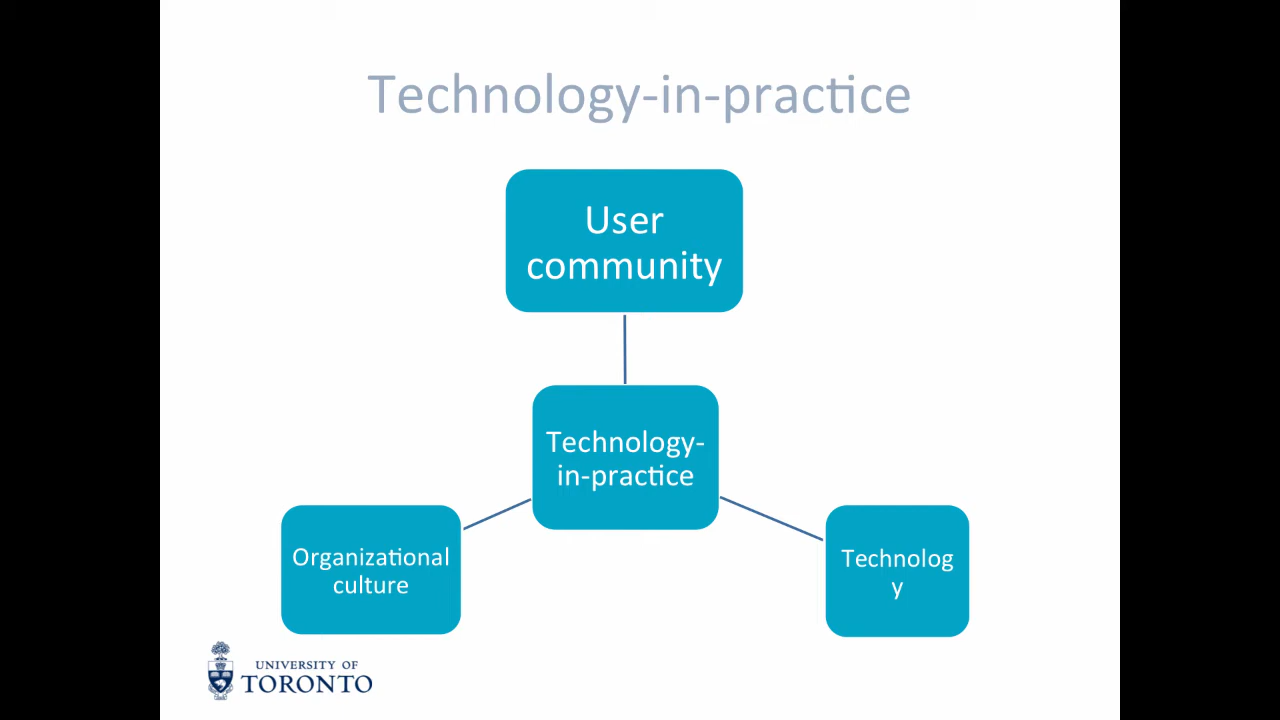 Technology-in-practice
User
community
Technology-
in-practice
Organizational
culture
Technolog
y
UNIVERSITY OF
TORONTO